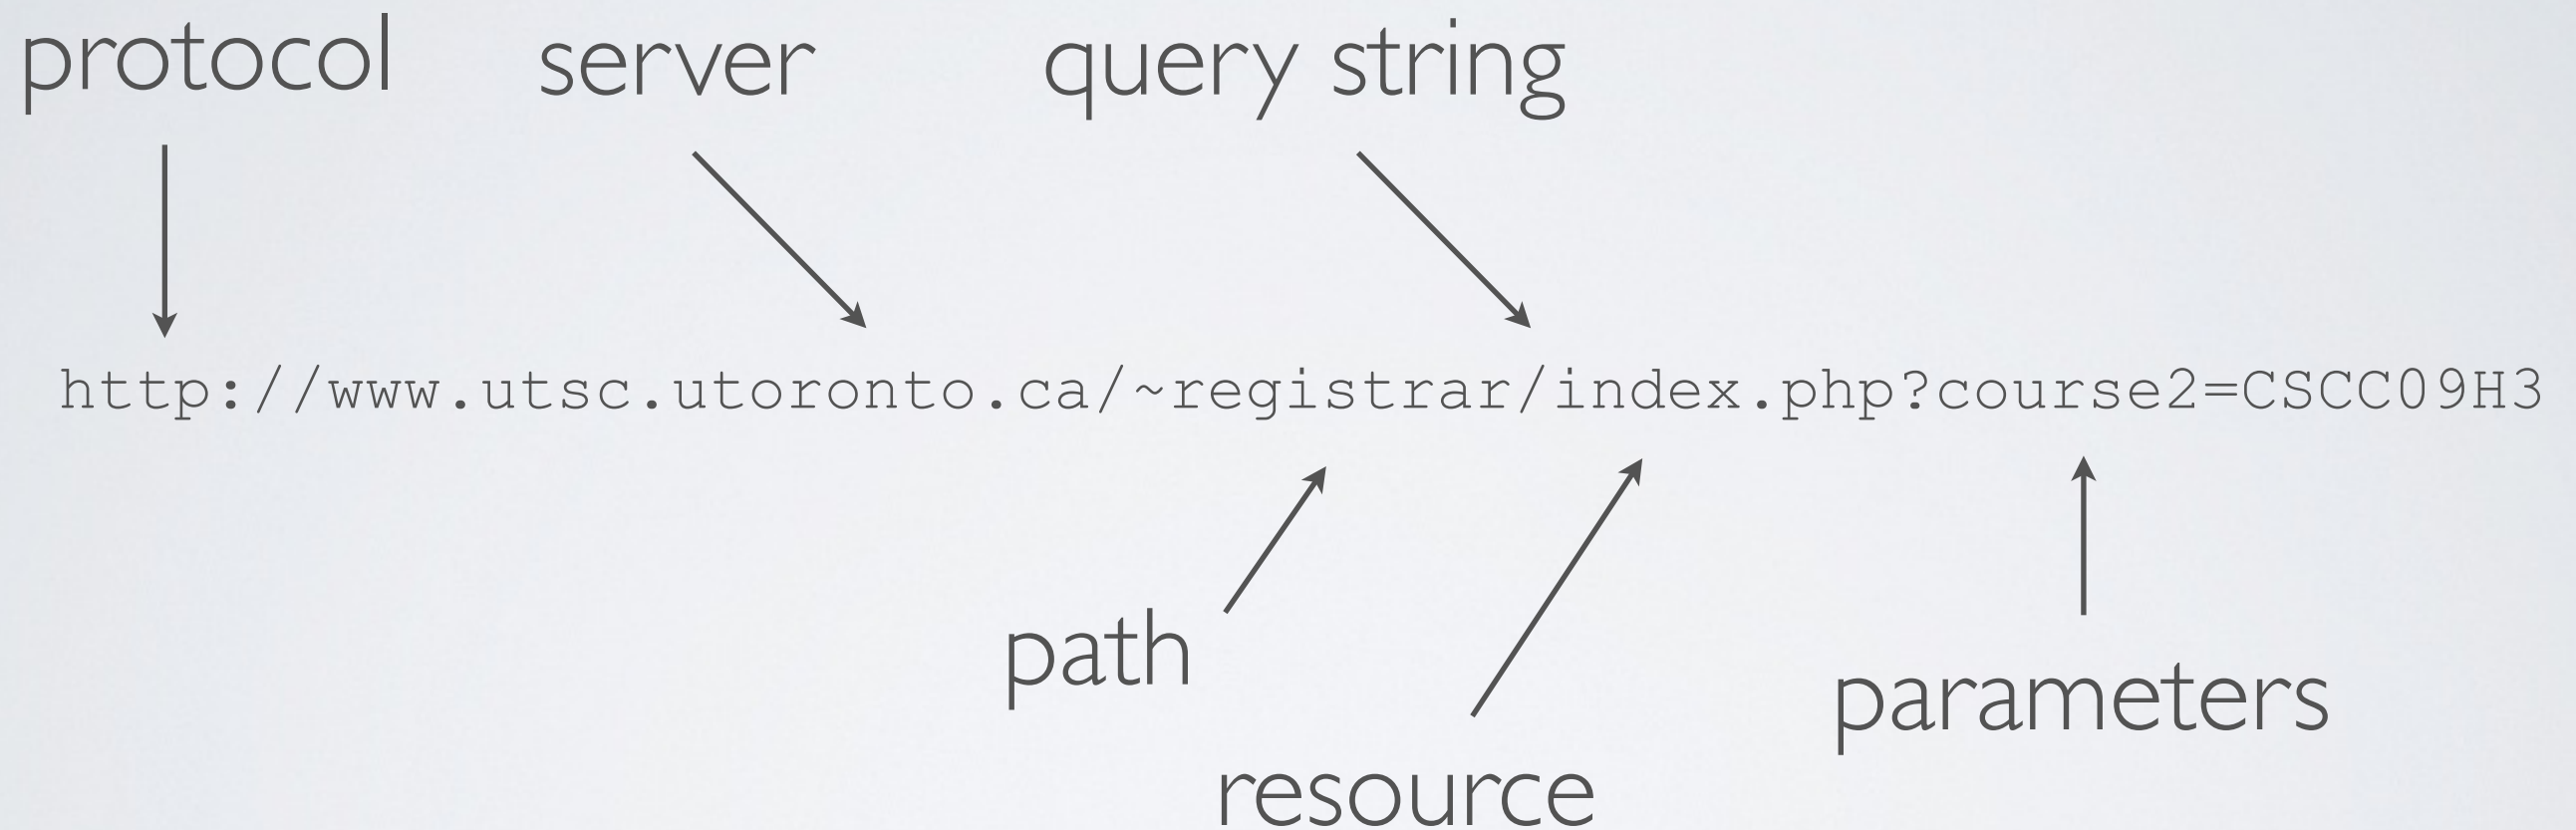 protocol
server
query string
http://www.utsc.utoronto.ca/~registrar/index.php?course2=CSCC09H3
path
resource
parameters